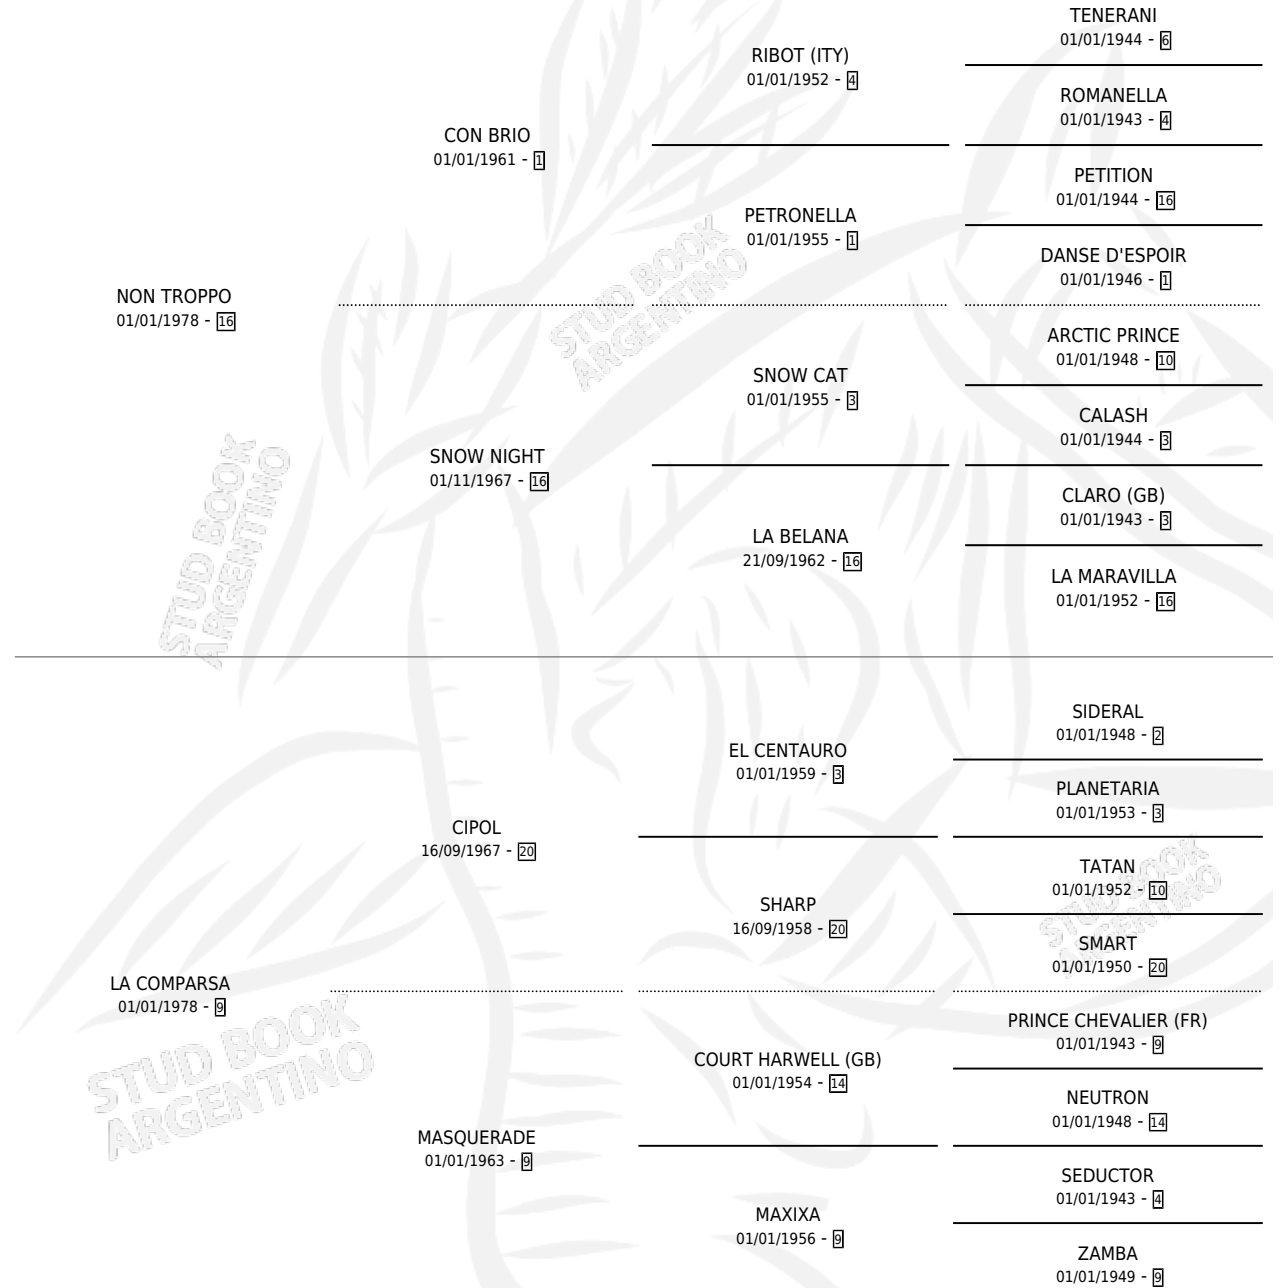 TENERANI
01/01/1944 - 6
RIBOT (ITY)
01/01/1952 - 4
ROMANELLA
01/01/1943 - 4
CON BRIO
01/01/1961 - 1
PETITION
01/01/1944 - 16
PETRONELLA
01/01/1955 - 1
DANSE D'ESPOIR
01/01/1946 - 1
NON TROPPO
01/01/1978 - 16
STUD BOOK
ARGENTINO
ARCTIC PRINCE
01/01/1948 - 10
SNOW CAT
01/01/1955 - 3
CALASH
01/01/1944 - 3
SNOW NIGHT
01/11/1967 - 16
CLARO (GB)
01/01/1943 - 3
LA BELANA
21/09/1962 - 16
LA MARAVILLA
01/01/1952 - 16
STUD BOOK
ARGENTINO
SIDERAL
01/01/1948 - 2
EL CENTAURO
01/01/1959 - 3
PLANETARIA
01/01/1953 - 3
CIPOL
16/09/1967 - 20
TATAN
01/01/1952 - 10
SHARP
16/09/1958 - 20
SMART
01/01/1950 - 20
STUD BOOK
ARGENTINO
LA COMPARSA
01/01/1978 - 9
PRINCE CHEVALIER (FR)
01/01/1943 - 9
COURT HARWELL (GB)
01/01/1954 - 14
NEUTRON
01/01/1948 - 14
STUD BOOK
ARGENTINO
MASQUERADE
01/01/1963 - 9
SEDUCTOR
01/01/1943 - 4
MAXIXA
01/01/1956 - 9
ZAMBA
01/01/1949 - 9